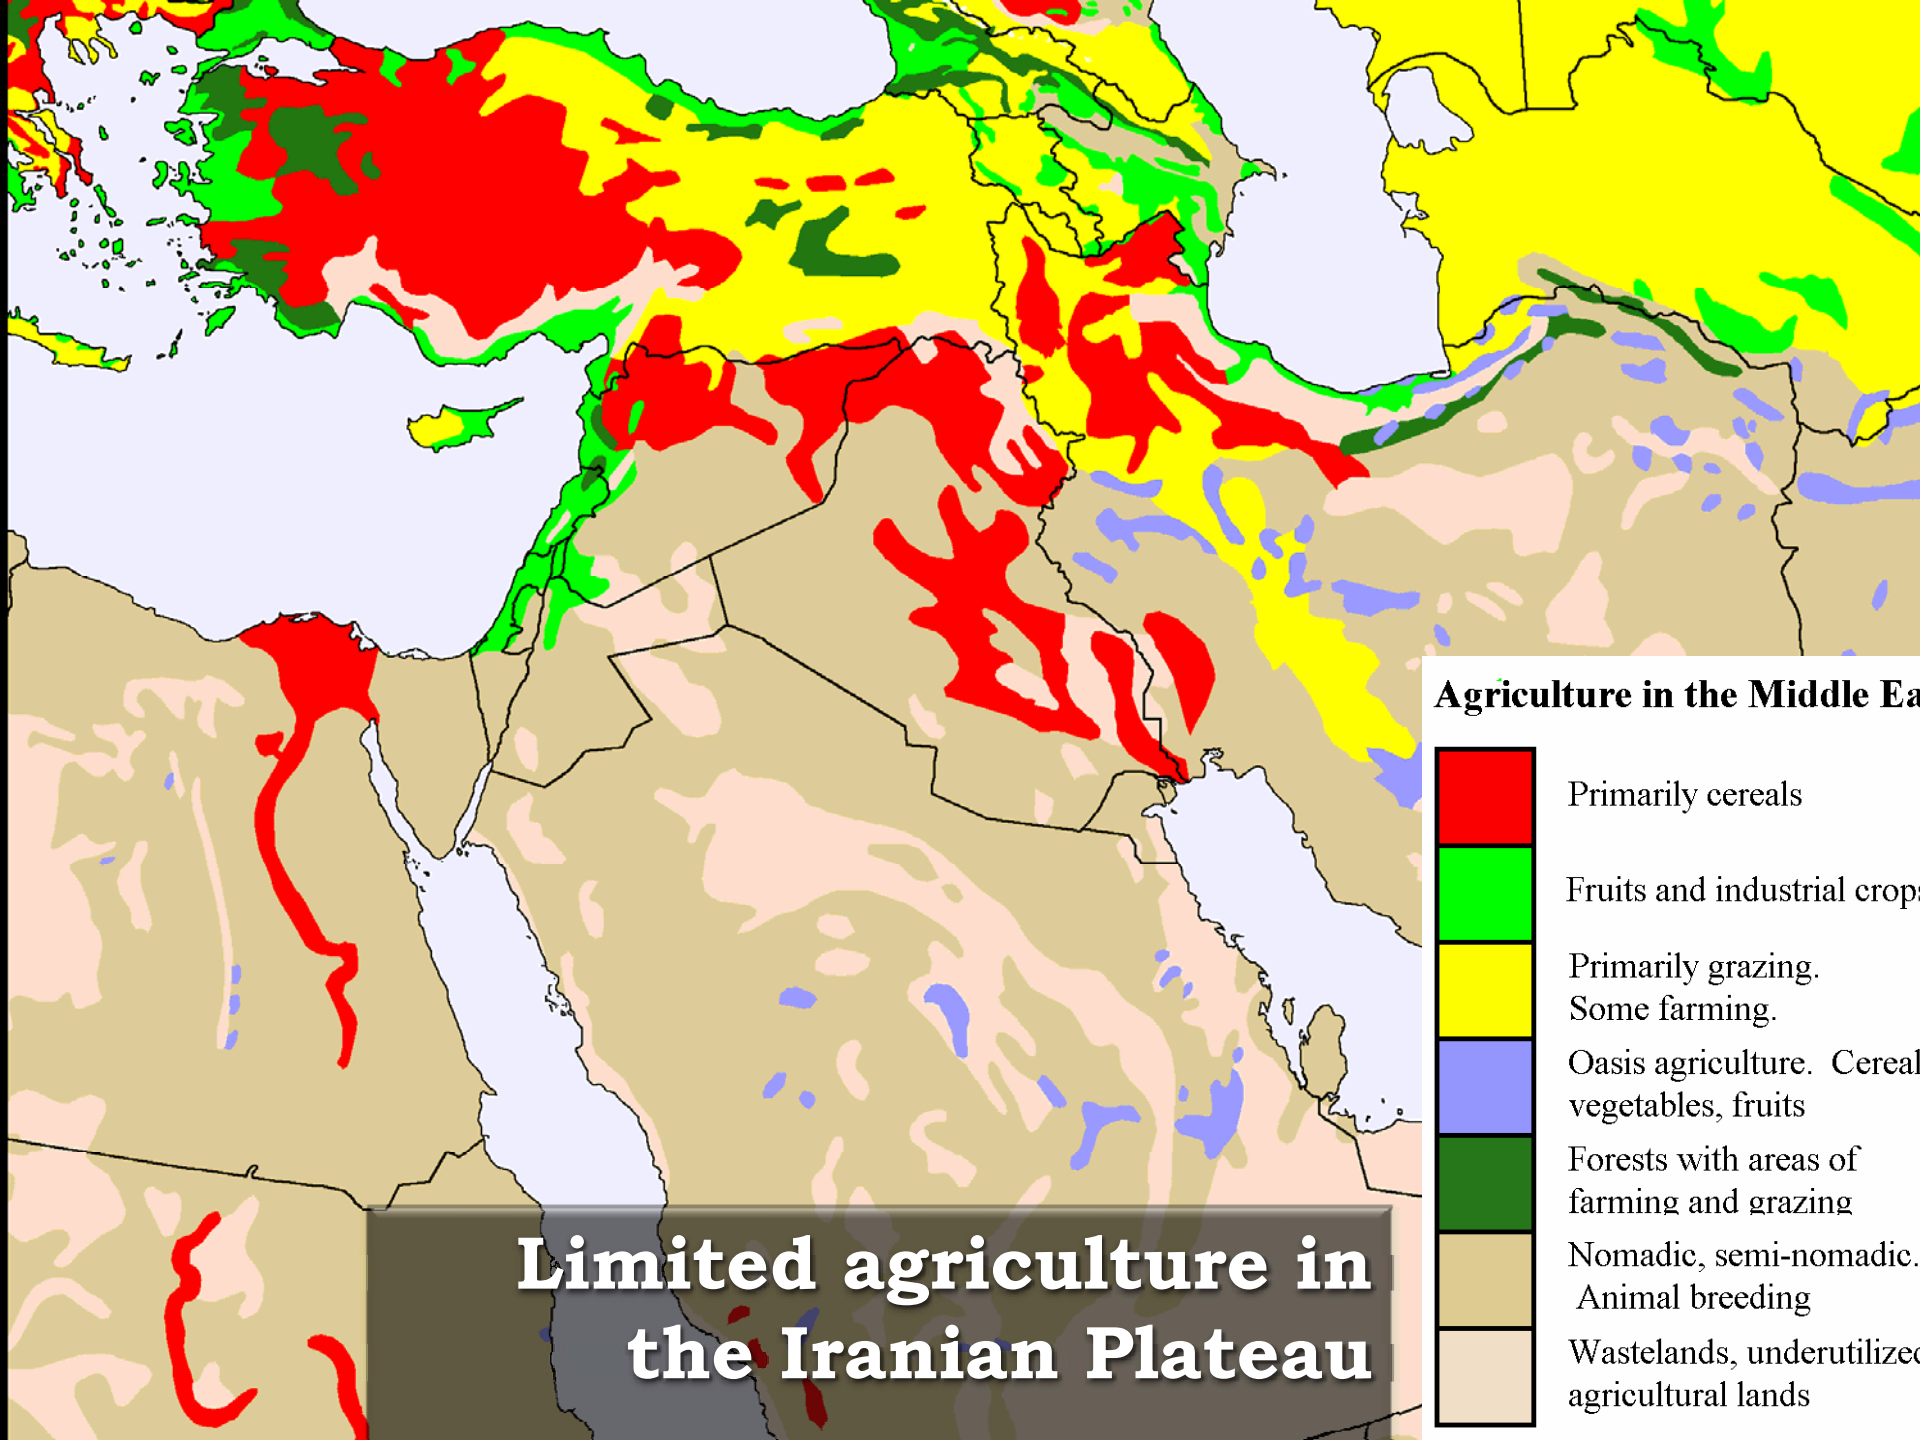 Agriculture in the Middle Ea
Primarily cereals
Fruits and industrial crops
Primarily grazing.
Some farming.
Oasis agriculture. Cereal
vegetables, fruits
Forests with areas of
farming and grazing
Nomadic, semi-nomadic.
Animal breeding
Wastelands, underutilized
agricultural lands
Limited agriculture in
the Iranian Plateau